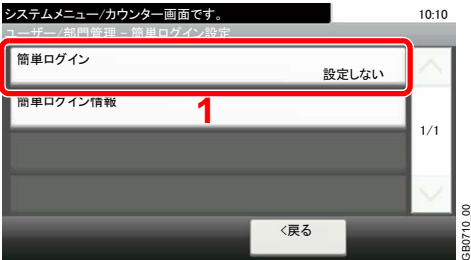 システムメニュー/カウンター画面です。
10:10
ユーザー/部門管理 - 簡単ログイン設定
簡単ログイン
設定しない
簡単ログイン情報
1
1/1
<戻る
GB0710_00